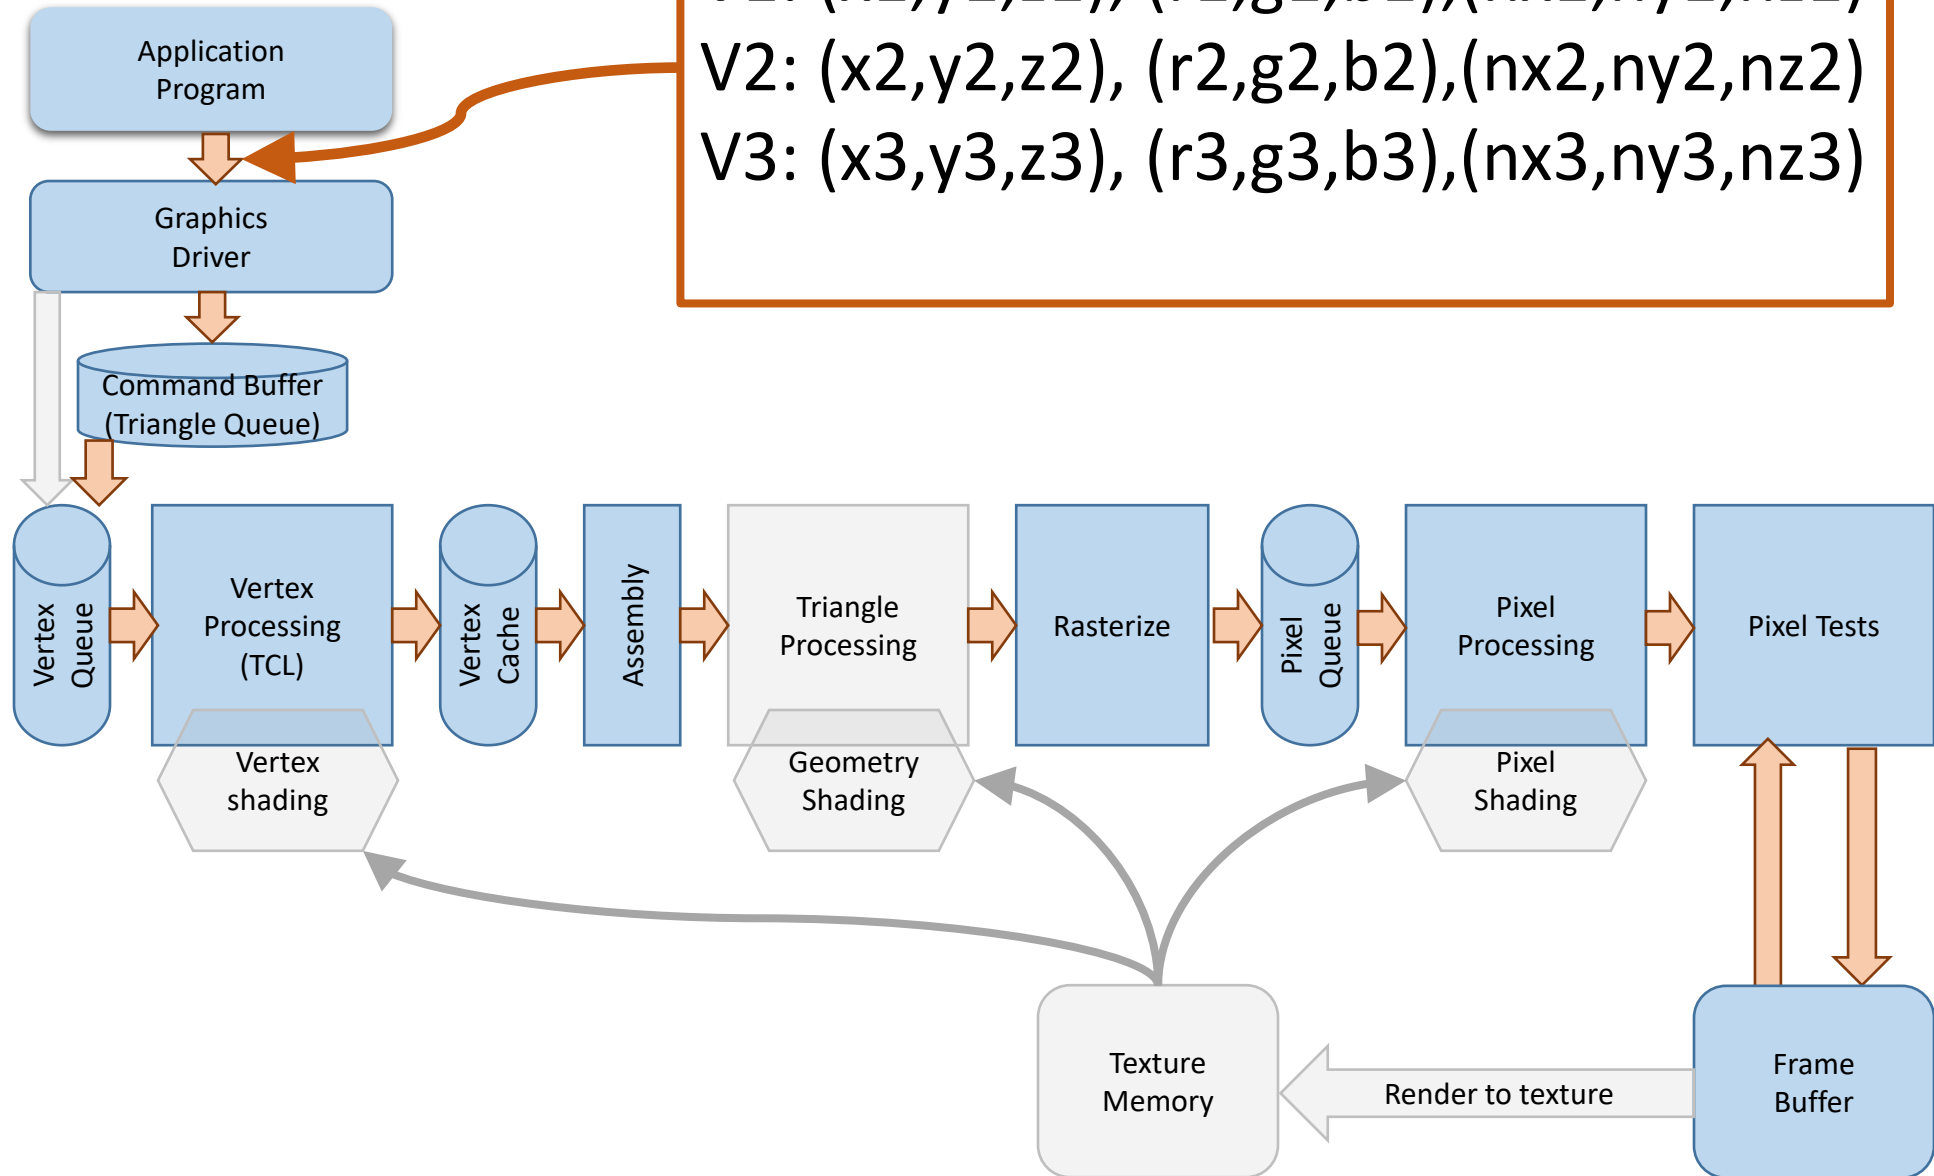 V2: (x2,y2,z2), (r2,g2,b2),(nx2,ny2,nz2)
V3: (x3,y3,z3), (r3,g3,b3),(nx3,ny3,nz3)
Application
Program
Graphics
Driver
Command Buffer
(Triangle Queue)
Vertex
Queue
Vertex
Processing
(TCL)
Vertex
Cache
Assembly
Triangle
Processing
Rasterize
Pixel
Queue
Pixel
Processing
Pixel Tests
Vertex
shading
Geometry
Shading
Pixel
Shading
Texture
Memory
Render to texture
Frame
Buffer